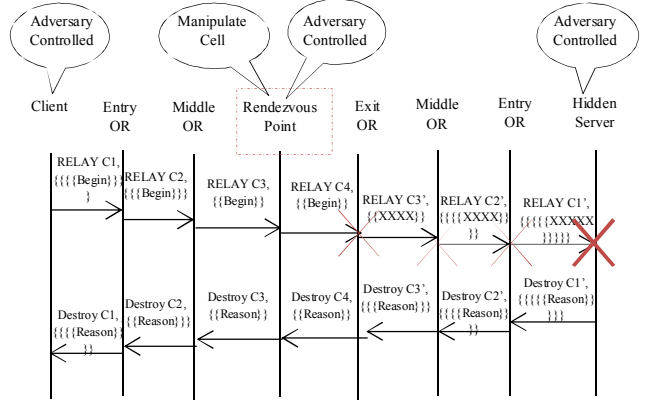 Adversary
Controlled
Manipulate
Cell
Adversary
Controlled
Adversary
Controlled
Client
Entry
OR
Middle
OR
Rendezvous
Point
Exit
OR
Middle
OR
Entry
OR
Hidden
Server
RELAY C1,
{{{{Begin}}}
}
RELAY C2,
{{{Begin}}}
RELAY C3,
{{Begin}}
RELAY C4,
{{Begin}}
RELAY C3’,
{{XXXX}}
RELAY C2’,
{{{{XXXX}}
}}
RELAY C1’,
{{{{{XXXXX
}}}}}
Destroy C1,
{{{{Reason}}
}}
Destroy C2,
{{Reason}}}
Destroy C3,
{{Reason}}
Destroy C4,
{{Reason}}
Destroy C3’,
{{{Reason}}}
Destroy C2’,
{{{{Reason}}
}}
Destroy C1’,
{{{{{Reason}}
}}}